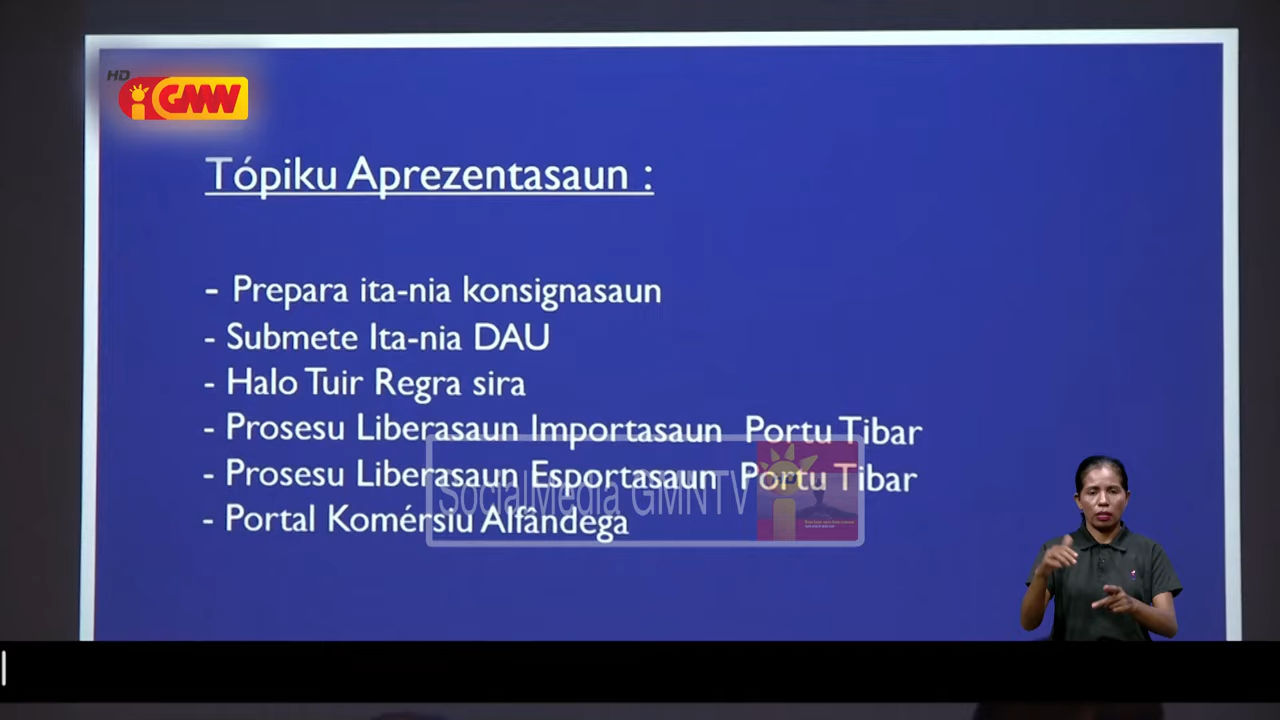 HD
GMN
Tópiku Aprezentasaun :
- Prepara ita-nia konsignasaun
- Submete Ita-nia DAU
- Halo Tuir Regra sira
- Prosesu Liberasaun Importasaun Portu Tibar
- Prosesu Liberasaun Esportasaun Portu Tibar
SocialMedia GMNTV
- Portal Komérsiu Alfândega